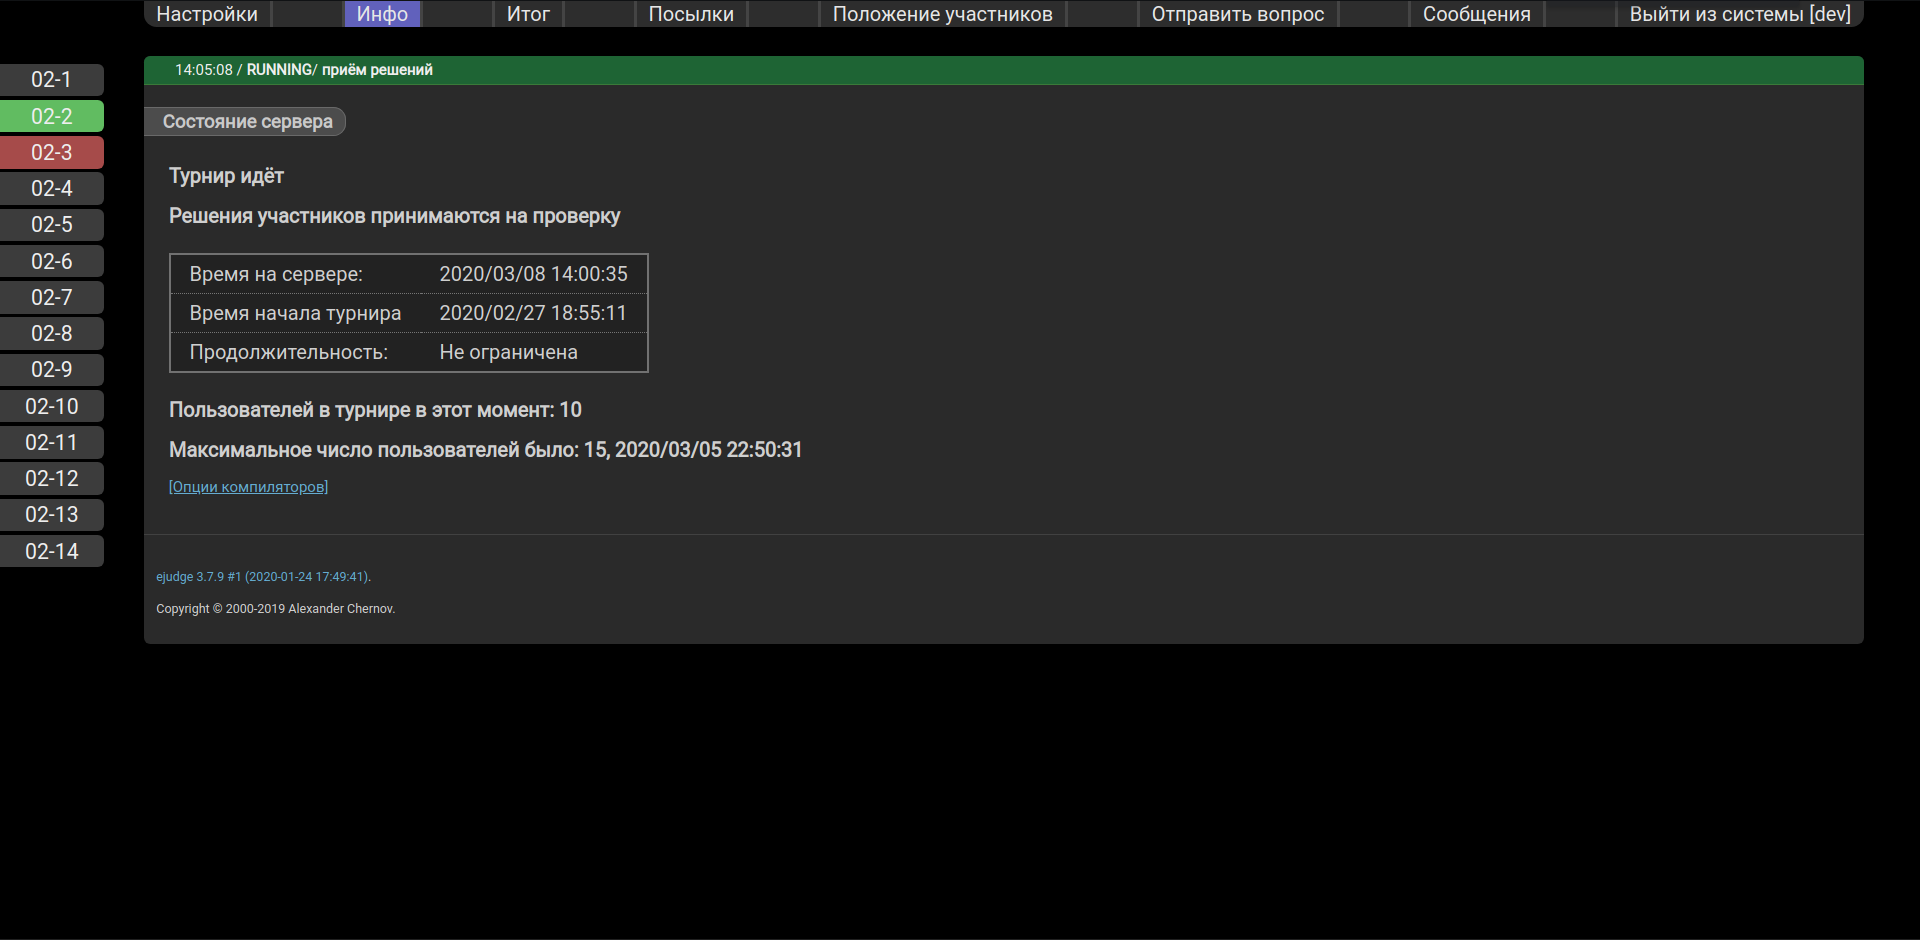 Настройки Инфо Итог Посылки Положение участников Отправить вопрос Сообщения Выйти из системы [dev]
14:05:08 / RUNNING/ приём решений
02-1
02-2
02-3
02-4
02-5
02-6
02-7
02-8
02-9
02-10
02-11
02-12
02-13
02-14
Состояние сервера
Турнир идёт
Решения участников принимаются на проверку
Время на сервере: 2020/03/08 14:00:35
Время начала турнира 2020/02/27 18:55:11
Продолжительность: Не ограничена
Пользователей в турнире в этот момент: 10
Максимальное число пользователей было: 15, 2020/03/05 22:50:31
[Опции компиляторов]
ejudge 3.7.9 #1 (2020-01-24 17:49:41).
Copyright © 2000-2019 Alexander Chernov.